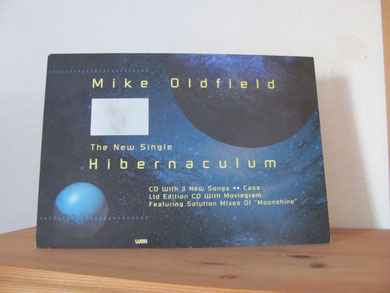 Mike Oldfield
The New Single
Hibernaculum
CD With 3 New Songs •• Cass
Ltd Edition CD With Moviegram
Featuring Solution Mixes Of "Moonshine"
wea